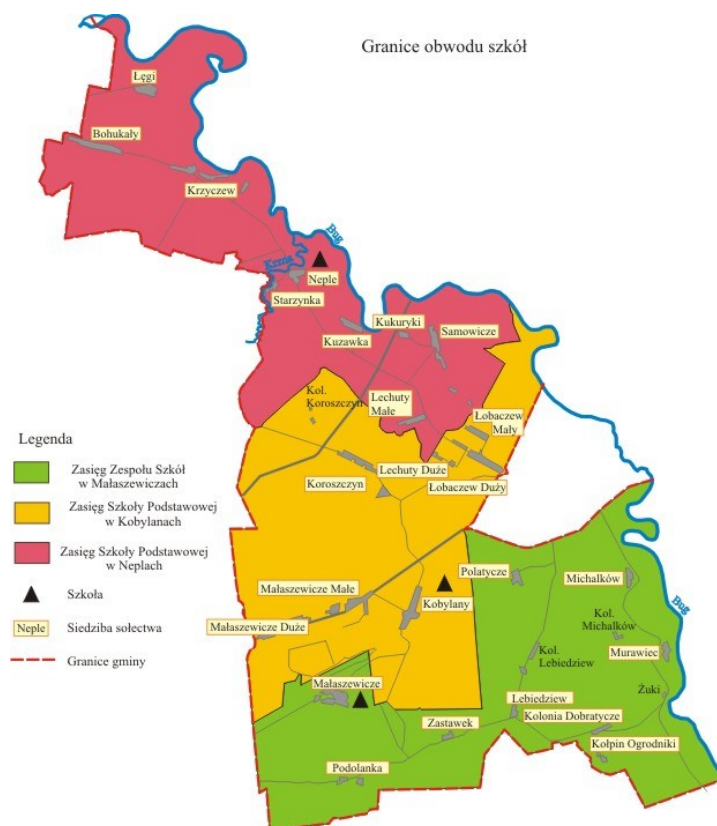 Granice obwodu szkół
Łęgi
Bohukały
Krzyczew
Bug
Krzna
Neple
Starzynka
Kukuryki
Samowicze
Kuzawka
Kol.
Koroszczyn
Lechuty
Małe
Łobaczew
Mały
Lechuty Duże
Koroszczyn
Łobaczew Duży
Legenda
Zasięg Zespołu Szkół
w Małaszewiczach
Zasięg Szkoły Podstawowej
w Kobylanach
Zasięg Szkoły Podstawowej
w Neplach
Szkoła
Neple
Siedziba sołectwa
Granice gminy
Polatycze
Michalków
Małaszewicze Małe
Kobylany
Bug
Małaszewicze Duże
Kol.
Michalków
Kol.
Lebiedziew
Murawiec
Małaszewicze
Żuki
Lebiedziew
Kolonia Dobratycze
Zastawek
Kołpin Ogrodniki
Podolanka